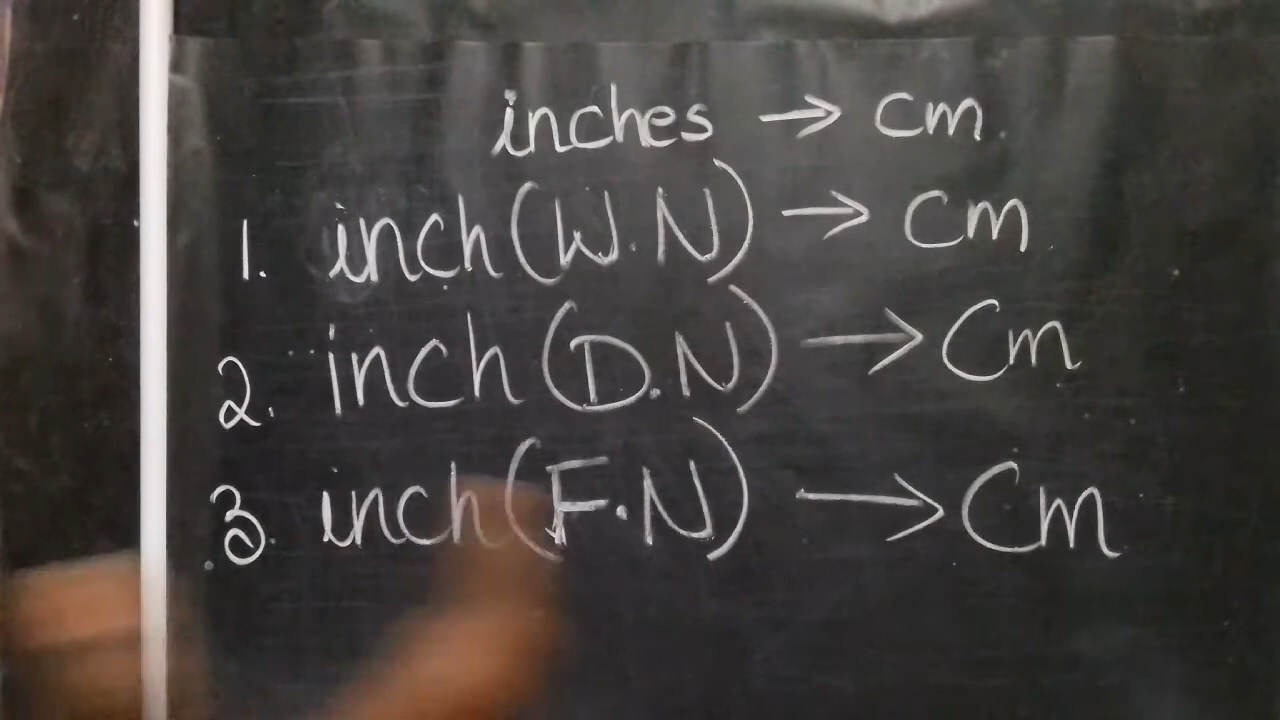 inches → cm.
1. inch (W.N) → cm
2. inch (D.N) → Cm
3. inch (F.N) → Cm